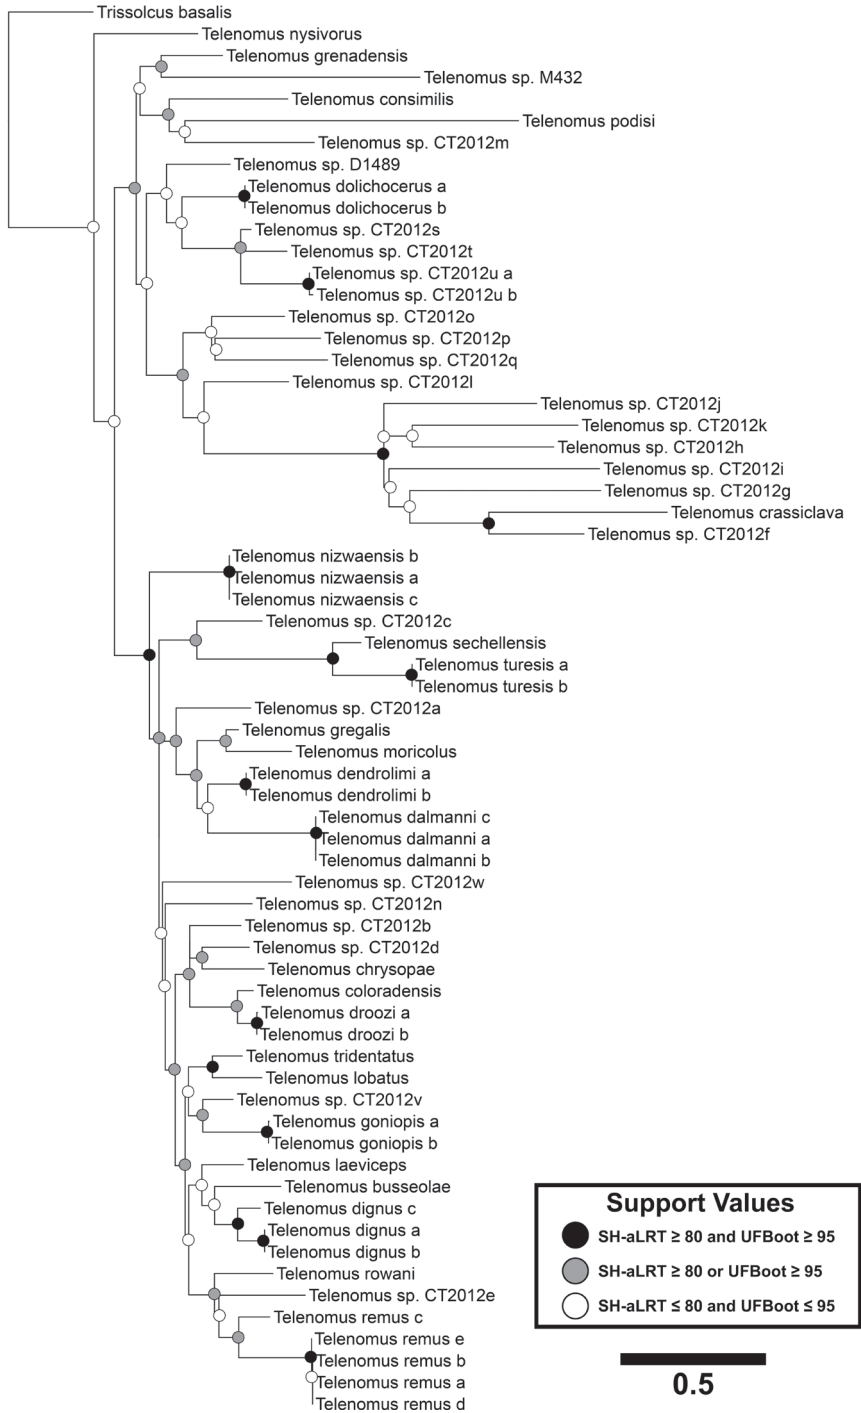 Trissolcus basalis
Telenomus nysivorus
Telenomus grenadensis
Telenomus sp. M432
Telenomus consimilis
Telenomus podisi
Telenomus sp. CT2012m
Telenomus sp. D1489
Telenomus dolichocerus a
Telenomus dolichocerus b
Telenomus sp. CT2012s
Telenomus sp. CT2012t
Telenomus sp. CT2012u a
Telenomus sp. CT2012u b
Telenomus sp. CT2012o
Telenomus sp. CT2012p
Telenomus sp. CT2012q
Telenomus sp. CT2012l
Telenomus sp. CT2012j
Telenomus sp. CT2012k
Telenomus sp. CT2012h
Telenomus sp. CT2012i
Telenomus sp. CT2012g
Telenomus crassiclava
Telenomus sp. CT2012f
Telenomus nizwaensis b
Telenomus nizwaensis a
Telenomus nizwaensis c
Telenomus sp. CT2012c
Telenomus sechellensis
Telenomus turesis a
Telenomus turesis b
Telenomus sp. CT2012a
Telenomus gregalis
Telenomus moricolus
Telenomus dendrolimi a
Telenomus dendrolimi b
Telenomus dalmanni c
Telenomus dalmanni a
Telenomus dalmanni b
Telenomus sp. CT2012w
Telenomus sp. CT2012n
Telenomus sp. CT2012b
Telenomus sp. CT2012d
Telenomus chrysopae
Telenomus coloradensis
Telenomus droozi a
Telenomus droozi b
Telenomus tridentatus
Telenomus lobatus
Telenomus sp. CT2012v
Telenomus goniopis a
Telenomus goniopis b
Telenomus laeviceps
Telenomus busseolae
Telenomus dignus c
Telenomus dignus a
Telenomus dignus b
Telenomus rowani
Telenomus sp. CT2012e
Telenomus remus c
Telenomus remus e
Telenomus remus b
Telenomus remus a
Telenomus remus d
Support Values
SH-aLRT ≥ 80 and UFBoot ≥ 95
SH-aLRT ≥ 80 or UFBoot ≥ 95
SH-aLRT ≤ 80 and UFBoot ≤ 95
0.5